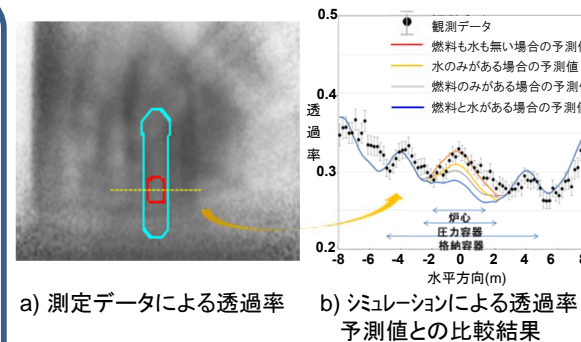 0.5
0.4
0.3
0.2
透過率
観測データ
燃料も水も無い場合の予測値
水のみがある場合の予測値
燃料のみがある場合の予測
燃料と水がある場合の予測
炉心
圧力容器
格納容器
-8 -6 -4 -2 0 2 4 6 8
水平方向(m)
a) 測定データによる透過率
b) シミュレーションによる透過率
予測値との比較結果